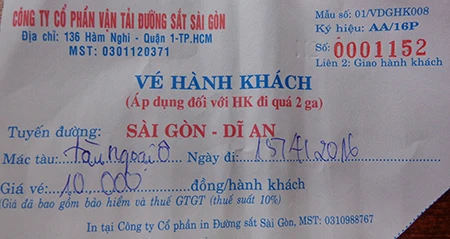 CÔNG TY CỔ PHẦN VẬN TẢI ĐƯỜNG SẮT SÀI GÒN
Địa chỉ: 136 Hàm Nghi - Quận 1-TP.HCM
MST: 0301120371
Mẫu số: 01/VDGHK008
Ký hiệu: AA/16P
Số: 0001152
Liên 2: Giao hành khách
VÉ HÀNH KHÁCH
(Áp dụng đối với HK đi quá 2 ga)
Tuyến đường: SÀI GÒN - DĨ AN
Mác tàu: tàu ngoại ô Ngày đi: 15/4/2016
Giá vé: 10.000 đồng/hành khách
(Giá đã bao gồm bảo hiểm và thuế GTGT (thuế suất 10%)
In tại Công ty Cổ phần in Đường sắt Sài Gòn, MST: 0310988767